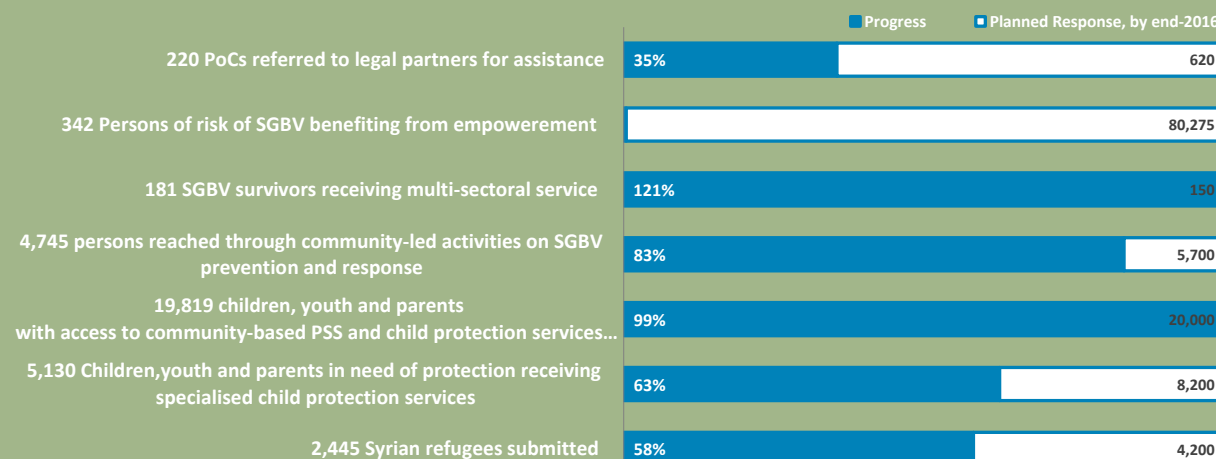 Progress
Planned Response, by end-2016
220 PoCs referred to legal partners for assistance
35%
620
342 Persons of risk of SGBV benefiting from empowerement
80,275
181 SGBV survivors receiving multi-sectoral service
121%
150
4,745 persons reached through community-led activities on SGBV
prevention and response
83%
5,700
19,819 children, youth and parents
with access to community-based PSS and child protection services…
99%
20,000
5,130 Children,youth and parents in need of protection receiving
specialised child protection services
63%
8,200
2,445 Syrian refugees submitted
58%
4,200